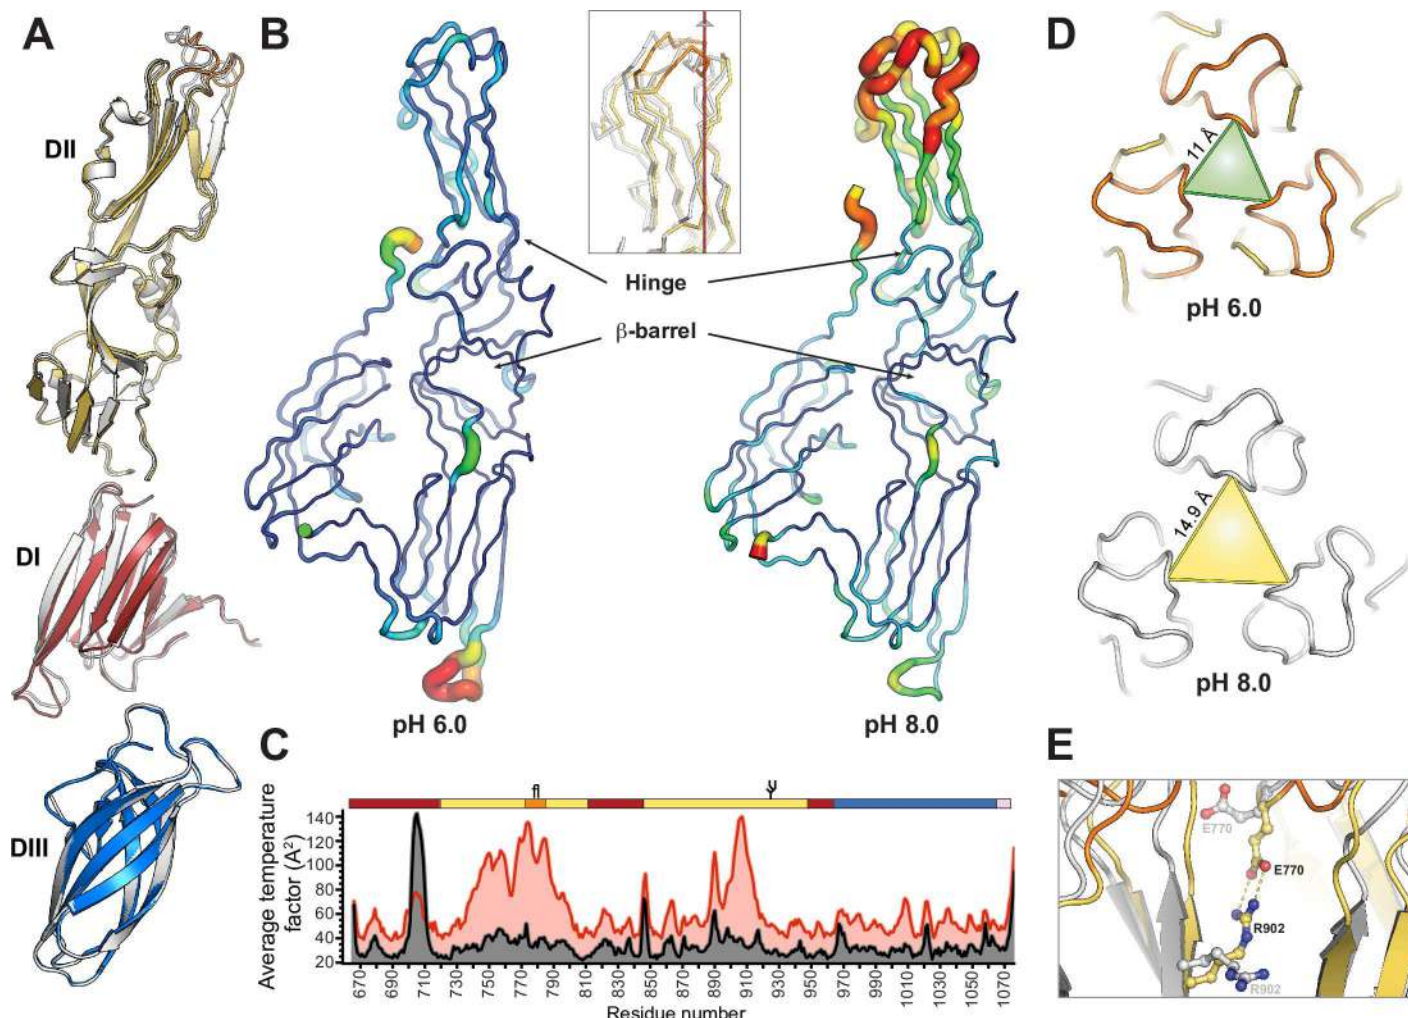 A
B
D
DII
11 Å
Hinge
pH 6.0
β-barrel
14.9 Å
DI
pH 8.0
pH 6.0
pH 8.0
C
E
fl
E770
E770
R902
R902
DIII
Average temperature
factor (Å²)
140
120
100
80
60
40
20
670 690 710 730 750 770 790 810 830 850 870 890 910 930 950 970 990 1010 1030 1050 1070
Residue number